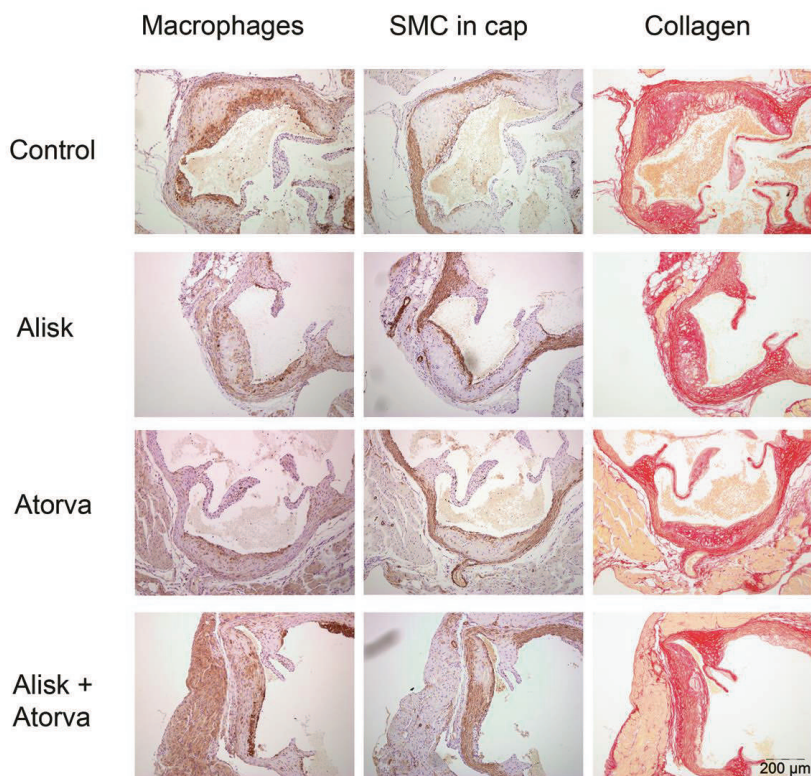 Macrophages SMC in cap Collagen
Control
Alisk
Atorva
Alisk +
Atorva
200 µm